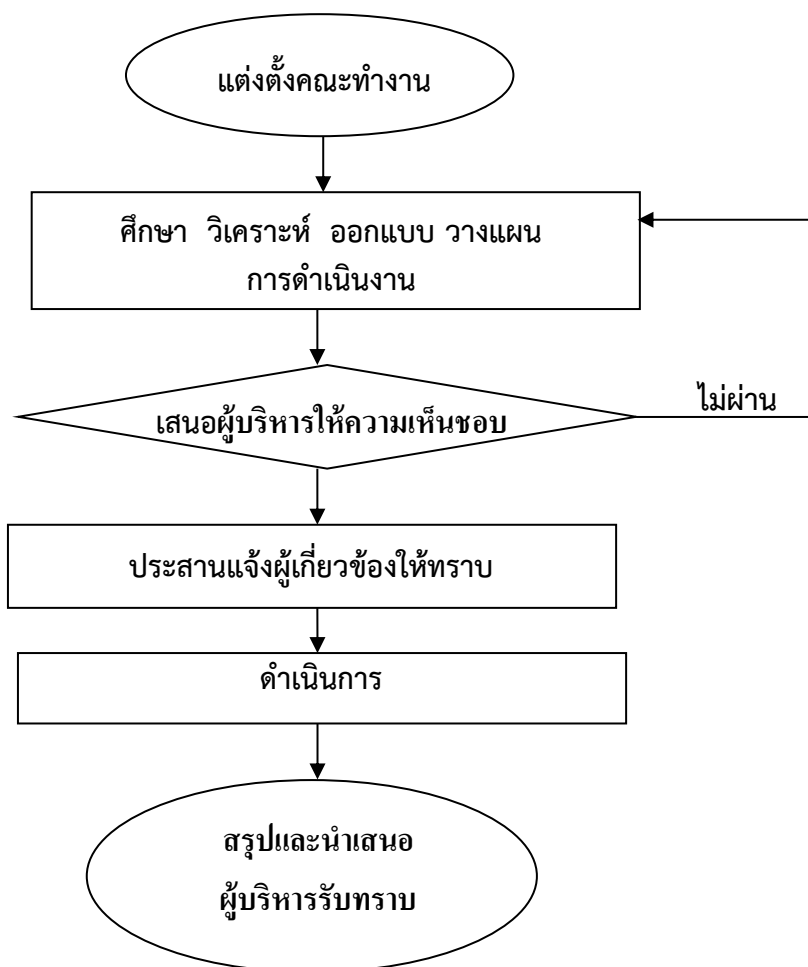 แต่งตั้งคณะทำงาน
ศึกษา วิเคราะห์ ออกแบบ วางแผน
การดำเนินงาน
เสนอผู้บริหารให้ความเห็นชอบ
ไม่ผ่าน
ประสานแจ้งผู้เกี่ยวข้องให้ทราบ
ดำเนินการ
สรุปและนำเสนอ
ผู้บริหารรับทราบ